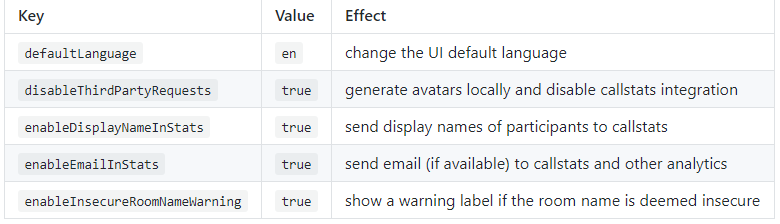 Key Value Effect
defaultLanguage en change the UI default language
disableThirdPartyRequests true generate avatars locally and disable callstats integration
enableDisplayNameInStats true send display names of participants to callstats
enableEmailInStats true send email (if available) to callstats and other analytics
enableInsecureRoomNameWarning true show a warning label if the room name is deemed insecure